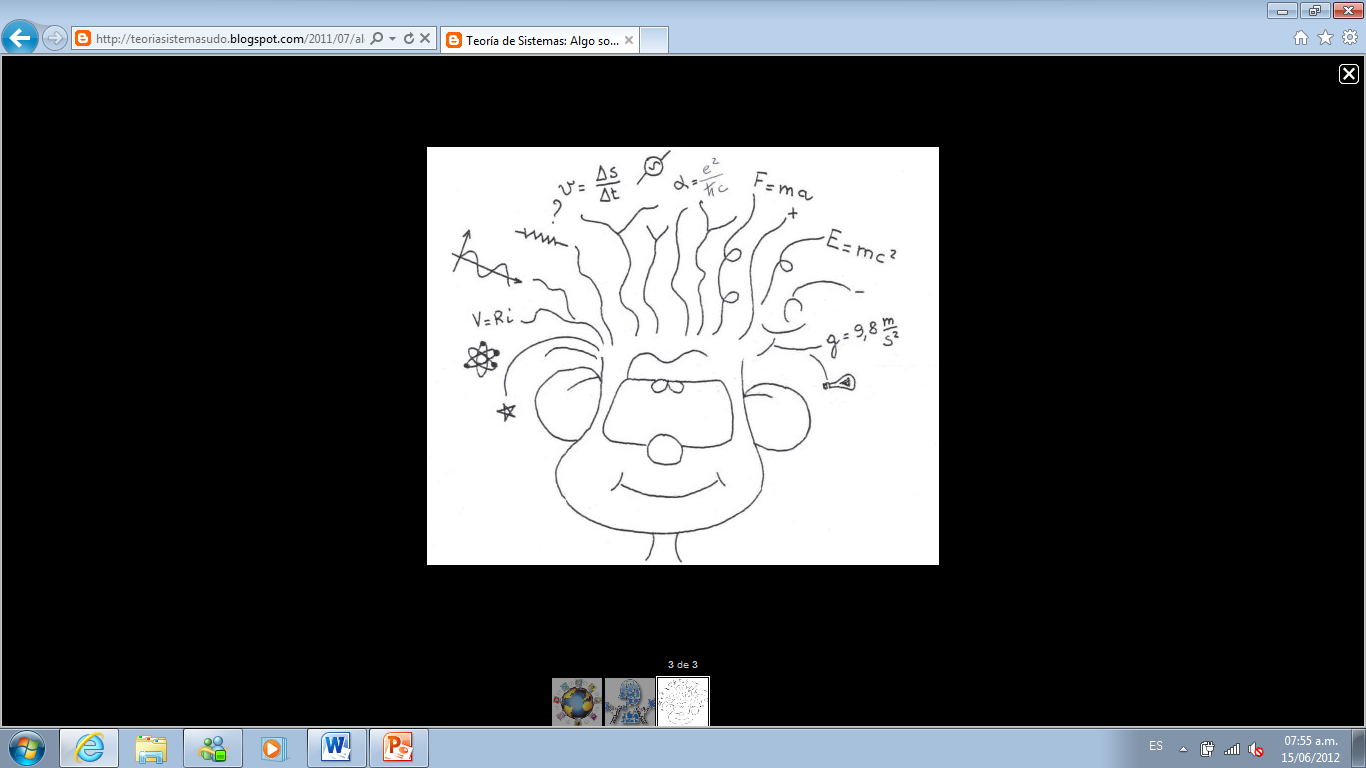 http://teoriasistemasudo.blogspot.com/2011/07/al
Teoría de Sistemas: Algo so...
v = Δs/Δt
α = e²/ħc
F = ma
?
+
E = mc²
−
V = Ri
g = 9,8 m/s²
3 de 3
ES
07:55 a.m.
15/06/2012